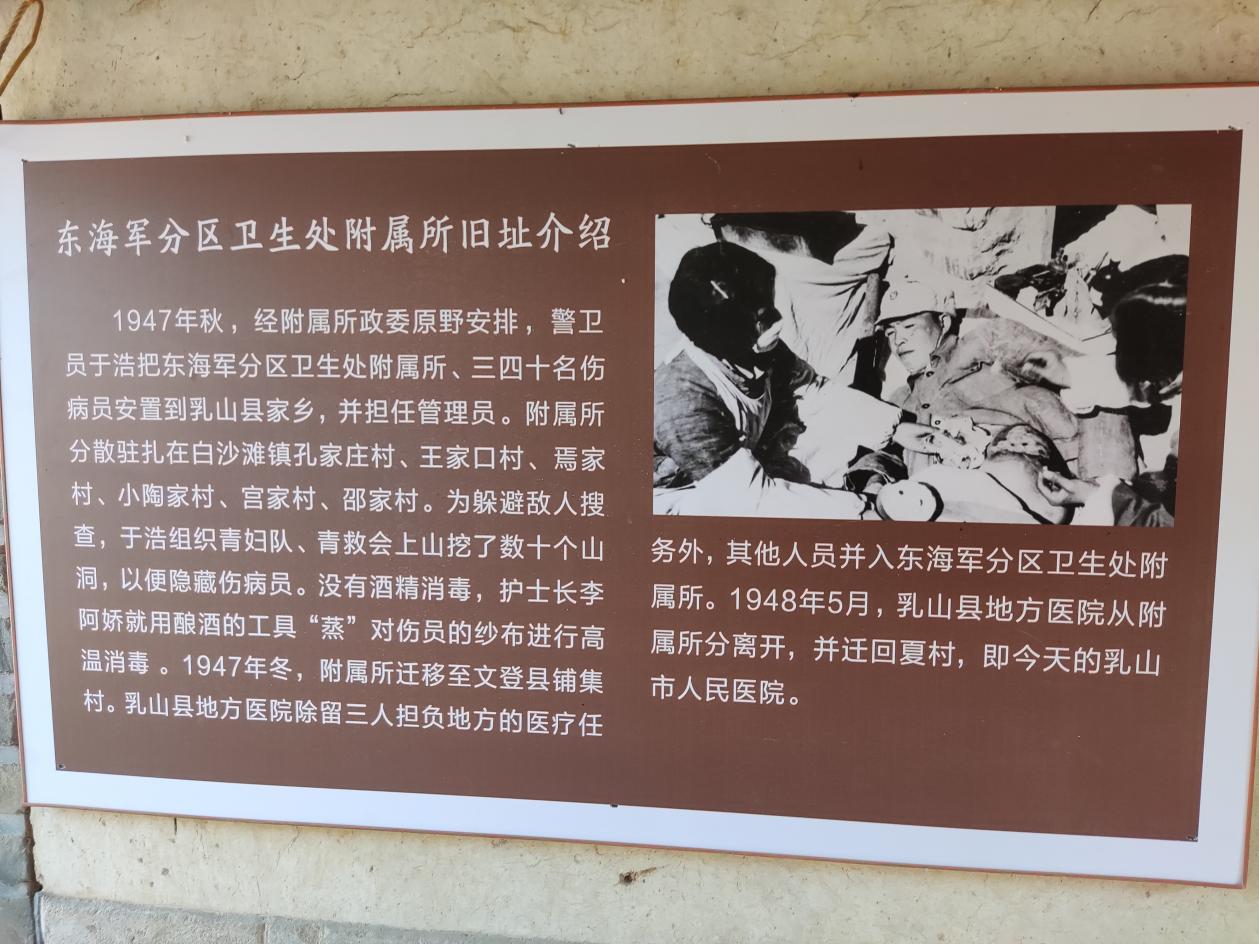 东海军分区卫生处附属所旧址介绍
1947年秋，经附属所政委原野安排，警卫
员于浩把东海军分区卫生处附属所、三四十名伤
病员安置到乳山县家乡，并担任管理员。附属所
分散驻扎在白沙滩镇孔家庄村、王家口村、焉家
村、小陶家村、宫家村、邵家村。为躲避敌人搜
查，于浩组织青妇队、青救会上山挖了数十个山
洞，以便隐藏伤病员。没有酒精消毒，护士长李
阿娇就用酿酒的工具“蒸”对伤员的纱布进行高
温消毒 。1947年冬，附属所迁移至文登县铺集
村。乳山县地方医院除留三人担负地方的医疗任
务外，其他人员并入东海军分区卫生处附
属所。1948年5月，乳山县地方医院从附
属所分离开，并迁回夏村，即今天的乳山
市人民医院。